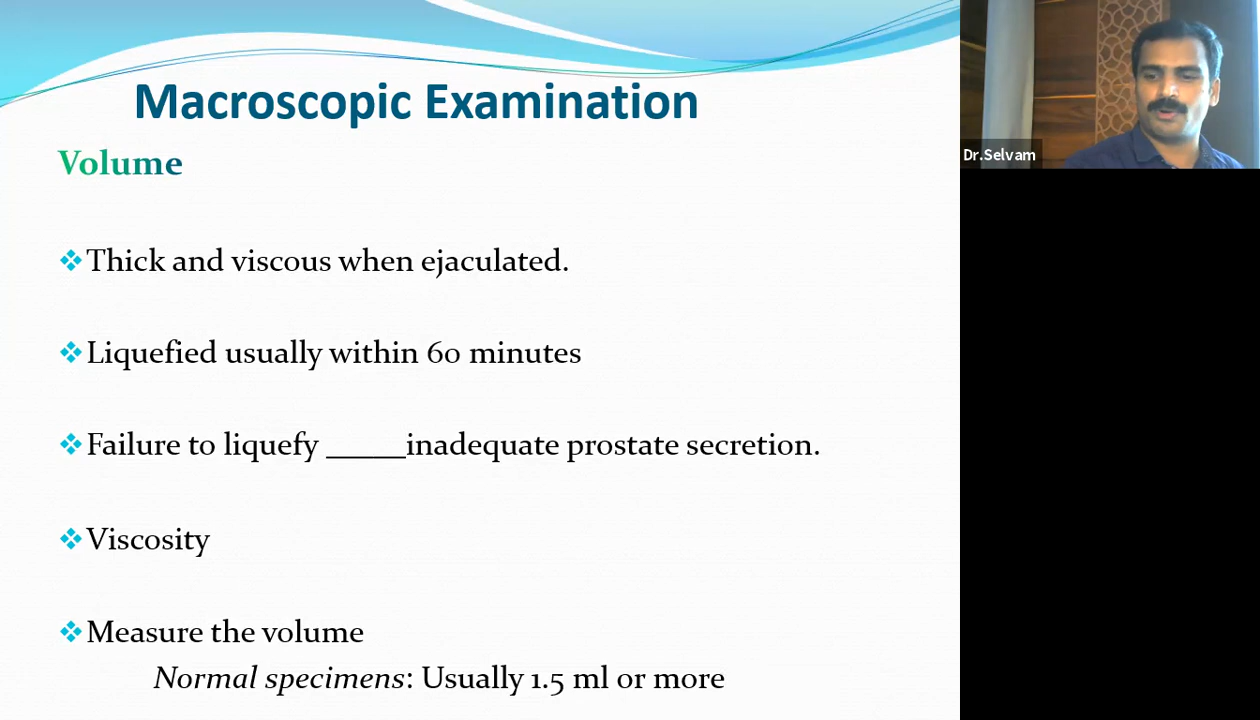 Macroscopic Examination
Volume
Dr.Selvam
Thick and viscous when ejaculated.
Liquefied usually within 60 minutes
Failure to liquefy _____inadequate prostate secretion.
Viscosity
Measure the volume
Normal specimens: Usually 1.5 ml or more